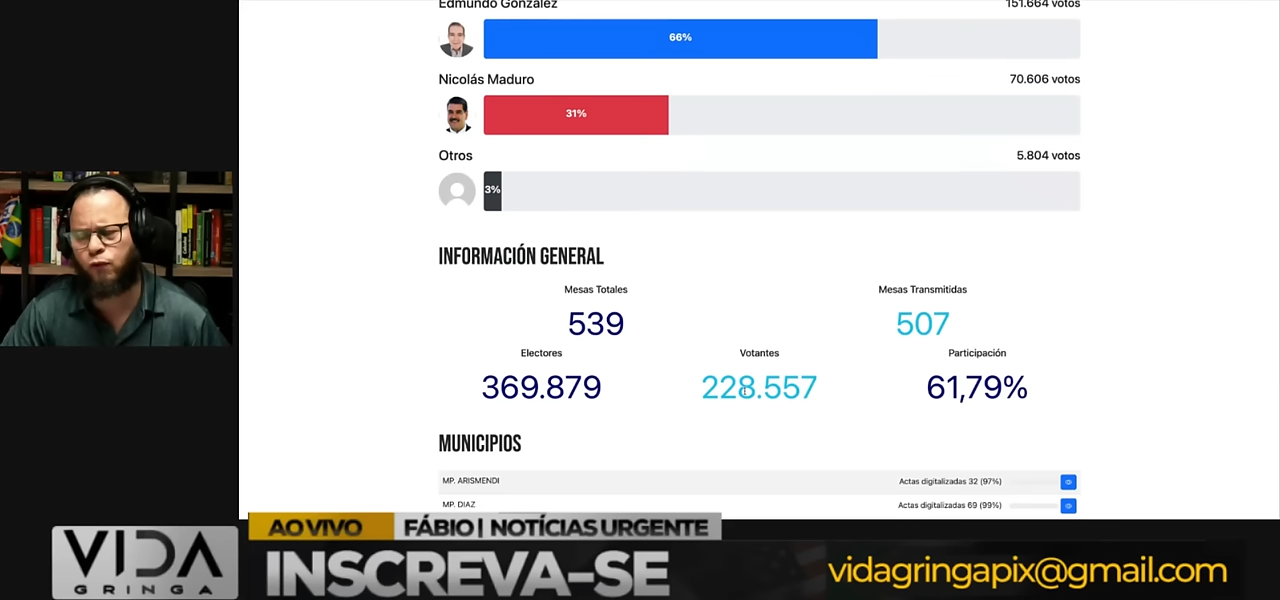 Edmundo González
151.664 votos
66%
Nicolás Maduro
70.606 votos
31%
Otros
5.804 votos
3%
INFORMACIÓN GENERAL
Mesas Totales
Mesas Transmitidas
539
507
Electores
Votantes
Participación
369.879
228.557
61,79%
MUNICIPIOS
MP. ARISMENDI
Actas digitalizadas 32 (97%)
MP. DIAZ
Actas digitalizadas 69 (99%)
AO VIVO
FÁBIO | NOTÍCIAS URGENTE
VIDA
GRINGA
INSCREVA-SE
vidagringapix@gmail.com